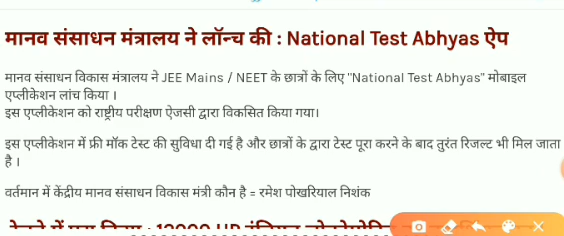 मानव संसाधन मंत्रालय ने लॉन्च की : National Test Abhyas ऐप
मानव संसाधन विकास मंत्रालय ने JEE Mains / NEET के छात्रों के लिए "National Test Abhyas" मोबाइल
एप्लीकेशन लांच किया ।
इस एप्लीकेशन को राष्ट्रीय परीक्षण ऐजसी द्वारा विकसित किया गया।
इस एप्लीकेशन में फ्री मॉक टेस्ट की सुविधा दी गई है और छात्रों के द्वारा टेस्ट पूरा करने के बाद तुरंत रिजल्ट भी मिल जाता
है ।
वर्तमान में केंद्रीय मानव संसाधन विकास मंत्री कौन है = रमेश पोखरियाल निशंक